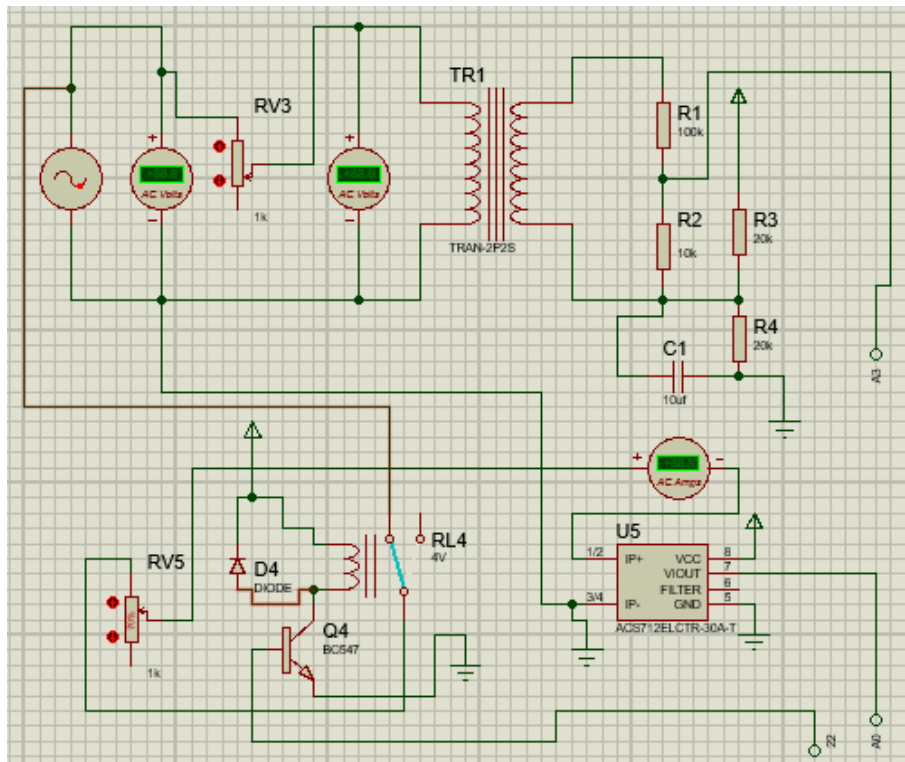 TR1
RV3
R1
100k
+
+
AC Volts
AC Volts
R2
10k
R3
20k
1k
TRAN-2P2S
R4
20k
C1
10uf
A3
+
AC Amps
U5
RL4
4V
RV5
D4
DIODE
1/2
IP+
VCC
8
VIOUT
7
FILTER
6
3/4
IP-
GND
5
ACS712ELCTR-30A-T
70%
Q4
BC547
1k
22
A0